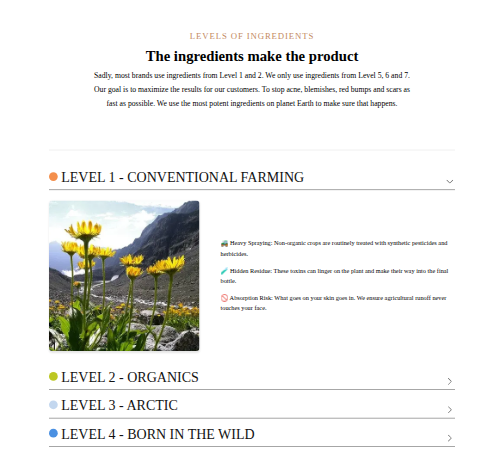 LEVELS OF INGREDIENTS
The ingredients make the product
Sadly, most brands use ingredients from Level 1 and 2. We only use ingredients from Level 5, 6 and 7.
Our goal is to maximize the results for our customers. To stop acne, blemishes, red bumps and scars as
fast as possible. We use the most potent ingredients on planet Earth to make sure that happens.
LEVEL 1 - CONVENTIONAL FARMING
🚜 Heavy Spraying: Non-organic crops are routinely treated with synthetic pesticides and
herbicides.
🧪 Hidden Residue: These toxins can linger on the plant and make their way into the final
bottle.
🚫 Absorption Risk: What goes on your skin goes in. We ensure agricultural runoff never
touches your face.
LEVEL 2 - ORGANICS
LEVEL 3 - ARCTIC
LEVEL 4 - BORN IN THE WILD